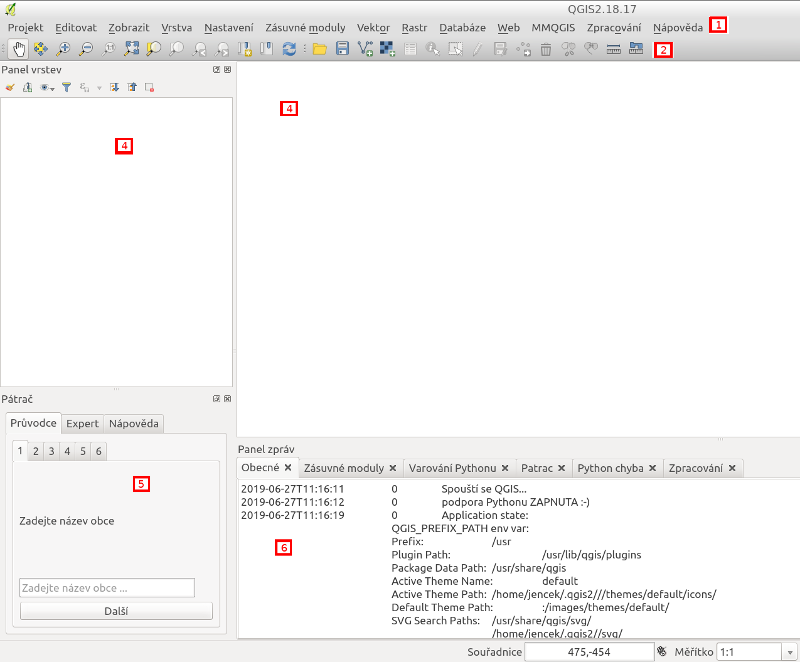 QGIS2.18.17
Projekt Editovat Zobrazit Vrstva Nastavení Zásuvné moduly Vektor Rastr Databáze Web MMQGIS Zpracování Nápověda 1
2
Panel vrstev
4
4
Pátrač
Průvodce Expert Nápověda
1 2 3 4 5 6
5
Zadejte název obce
Zadejte název obce ...
Další
Panel zpráv
Obecné Zásuvné moduly Varování Pythonu Patrac Python chyba Zpracování
2019-06-27T11:16:11 0 Spouští se QGIS...
2019-06-27T11:16:12 0 podpora Pythonu ZAPNUTA :-)
2019-06-27T11:16:19 0 Application state:
QGIS_PREFIX_PATH env var:
6
Prefix: /usr
Plugin Path: /usr/lib/qgis/plugins
Package Data Path: /usr/share/qgis
Active Theme Name: default
Active Theme Path: /home/jencek/.qgis2///themes/default/icons/
Default Theme Path: :/images/themes/default/
SVG Search Paths: /usr/share/qgis/svg/
/home/jencek/.qgis2//svg/
Souřadnice 475,-454 Měřítko 1:1